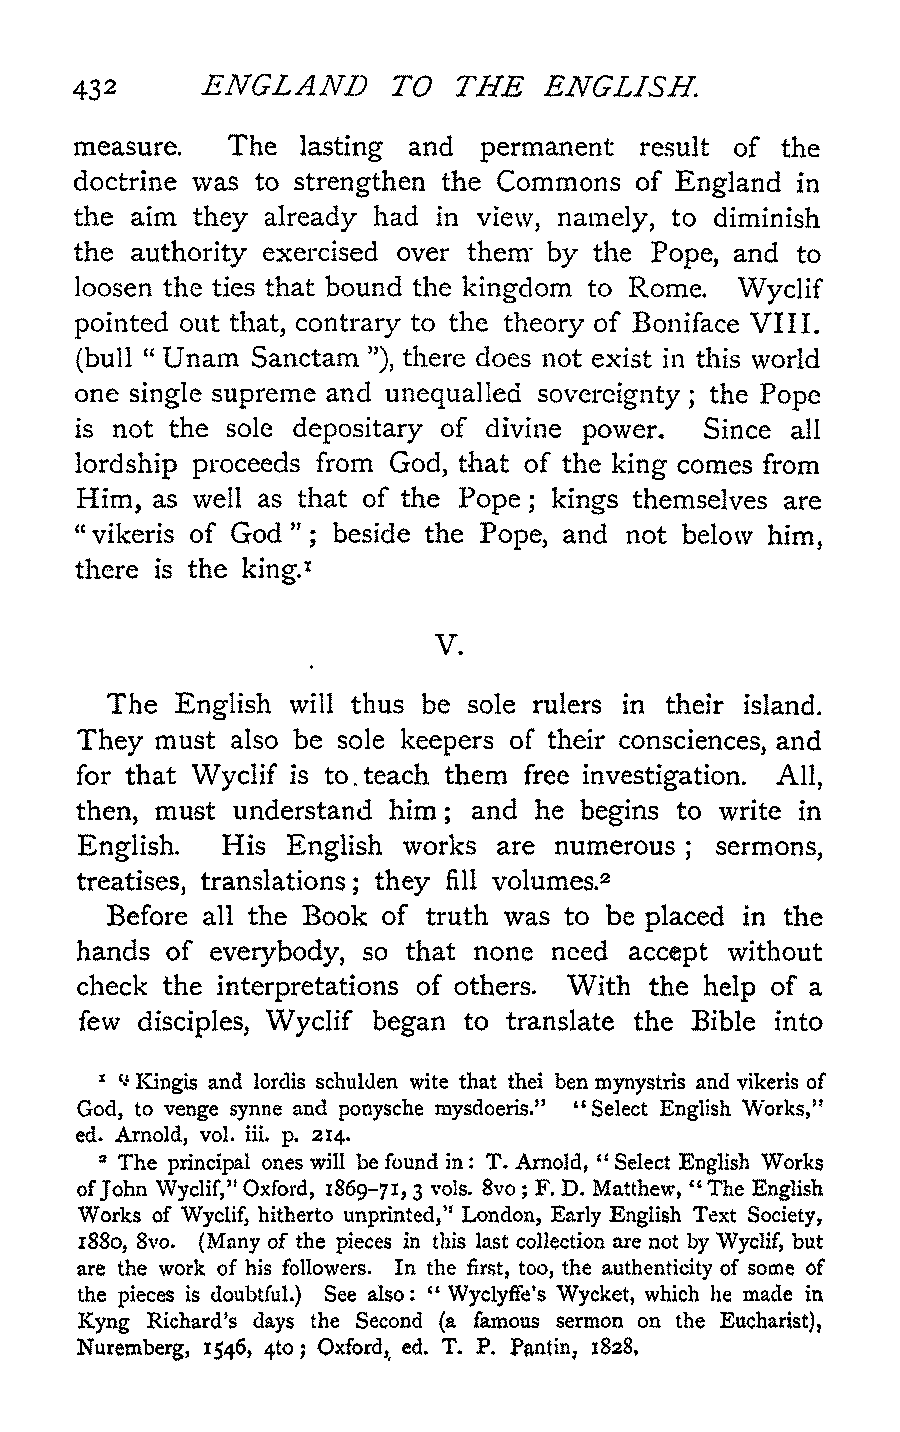 432 ENGLAND TO THE ENGLISH.
measure. The lasting and permanent result of the
doctrine was to strengthen the Commons of England in
the aim they already had in view, namely, to diminish
the authority exercised over them by the Pope, and to
loosen the ties that bound the kingdom to Rome. Wyclif
pointed out that, contrary to the theory of Boniface VIII.
(bull “ Unam Sanctam ”), there does not exist in this world
one single supreme and unequalled sovereignty ; the Pope
is not the sole depositary of divine power. Since all
lordship proceeds from God, that of the king comes from
Him, as well as that of the Pope ; kings themselves are
“ vikeris of God ” ; beside the Pope, and not below him,
there is the king.¹
V.
The English will thus be sole rulers in their island.
They must also be sole keepers of their consciences, and
for that Wyclif is to teach them free investigation. All,
then, must understand him ; and he begins to write in
English. His English works are numerous ; sermons,
treatises, translations ; they fill volumes.²
Before all the Book of truth was to be placed in the
hands of everybody, so that none need accept without
check the interpretations of others. With the help of a
few disciples, Wyclif began to translate the Bible into
¹ “ Kingis and lordis schulden wite that thei ben mynystris and vikeris of
God, to venge synne and ponysche mysdoeris.” “ Select English Works,”
ed. Arnold, vol. iii. p. 214.
² The principal ones will be found in : T. Arnold, “ Select English Works
of John Wyclif,” Oxford, 1869–71, 3 vols. 8vo ; F. D. Matthew, “ The English
Works of Wyclif, hitherto unprinted,” London, Early English Text Society,
1880, 8vo. (Many of the pieces in this last collection are not by Wyclif, but
are the work of his followers. In the first, too, the authenticity of some of
the pieces is doubtful.) See also : “ Wyclyffe's Wycket, which he made in
Kyng Richard's days the Second (a famous sermon on the Eucharist),
Nuremberg, 1546, 4to ; Oxford, ed. T. P. Pantin, 1828.